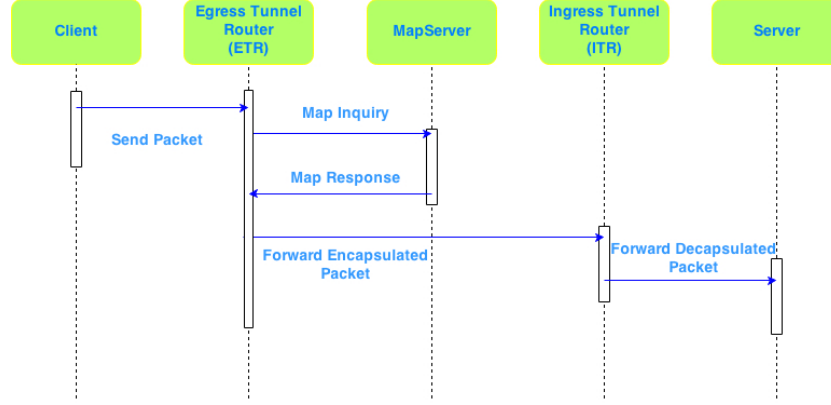 Client
Egress Tunnel
Router
(ETR)
MapServer
Ingress Tunnel
Router
(ITR)
Server
Send Packet
Map Inquiry
Map Response
Forward Encapsulated
Packet
Forward Decapsulated
Packet